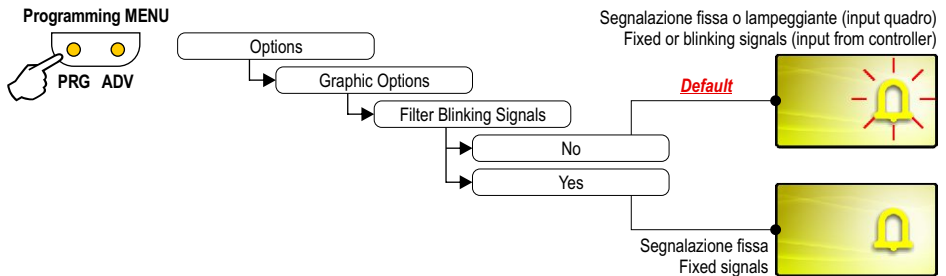 Programming MENU
PRG ADV
Options
Graphic Options
Filter Blinking Signals
No
Yes
Segnalazione fissa o lampeggiante (input quadro)
Fixed or blinking signals (input from controller)
Default
Segnalazione fissa
Fixed signals